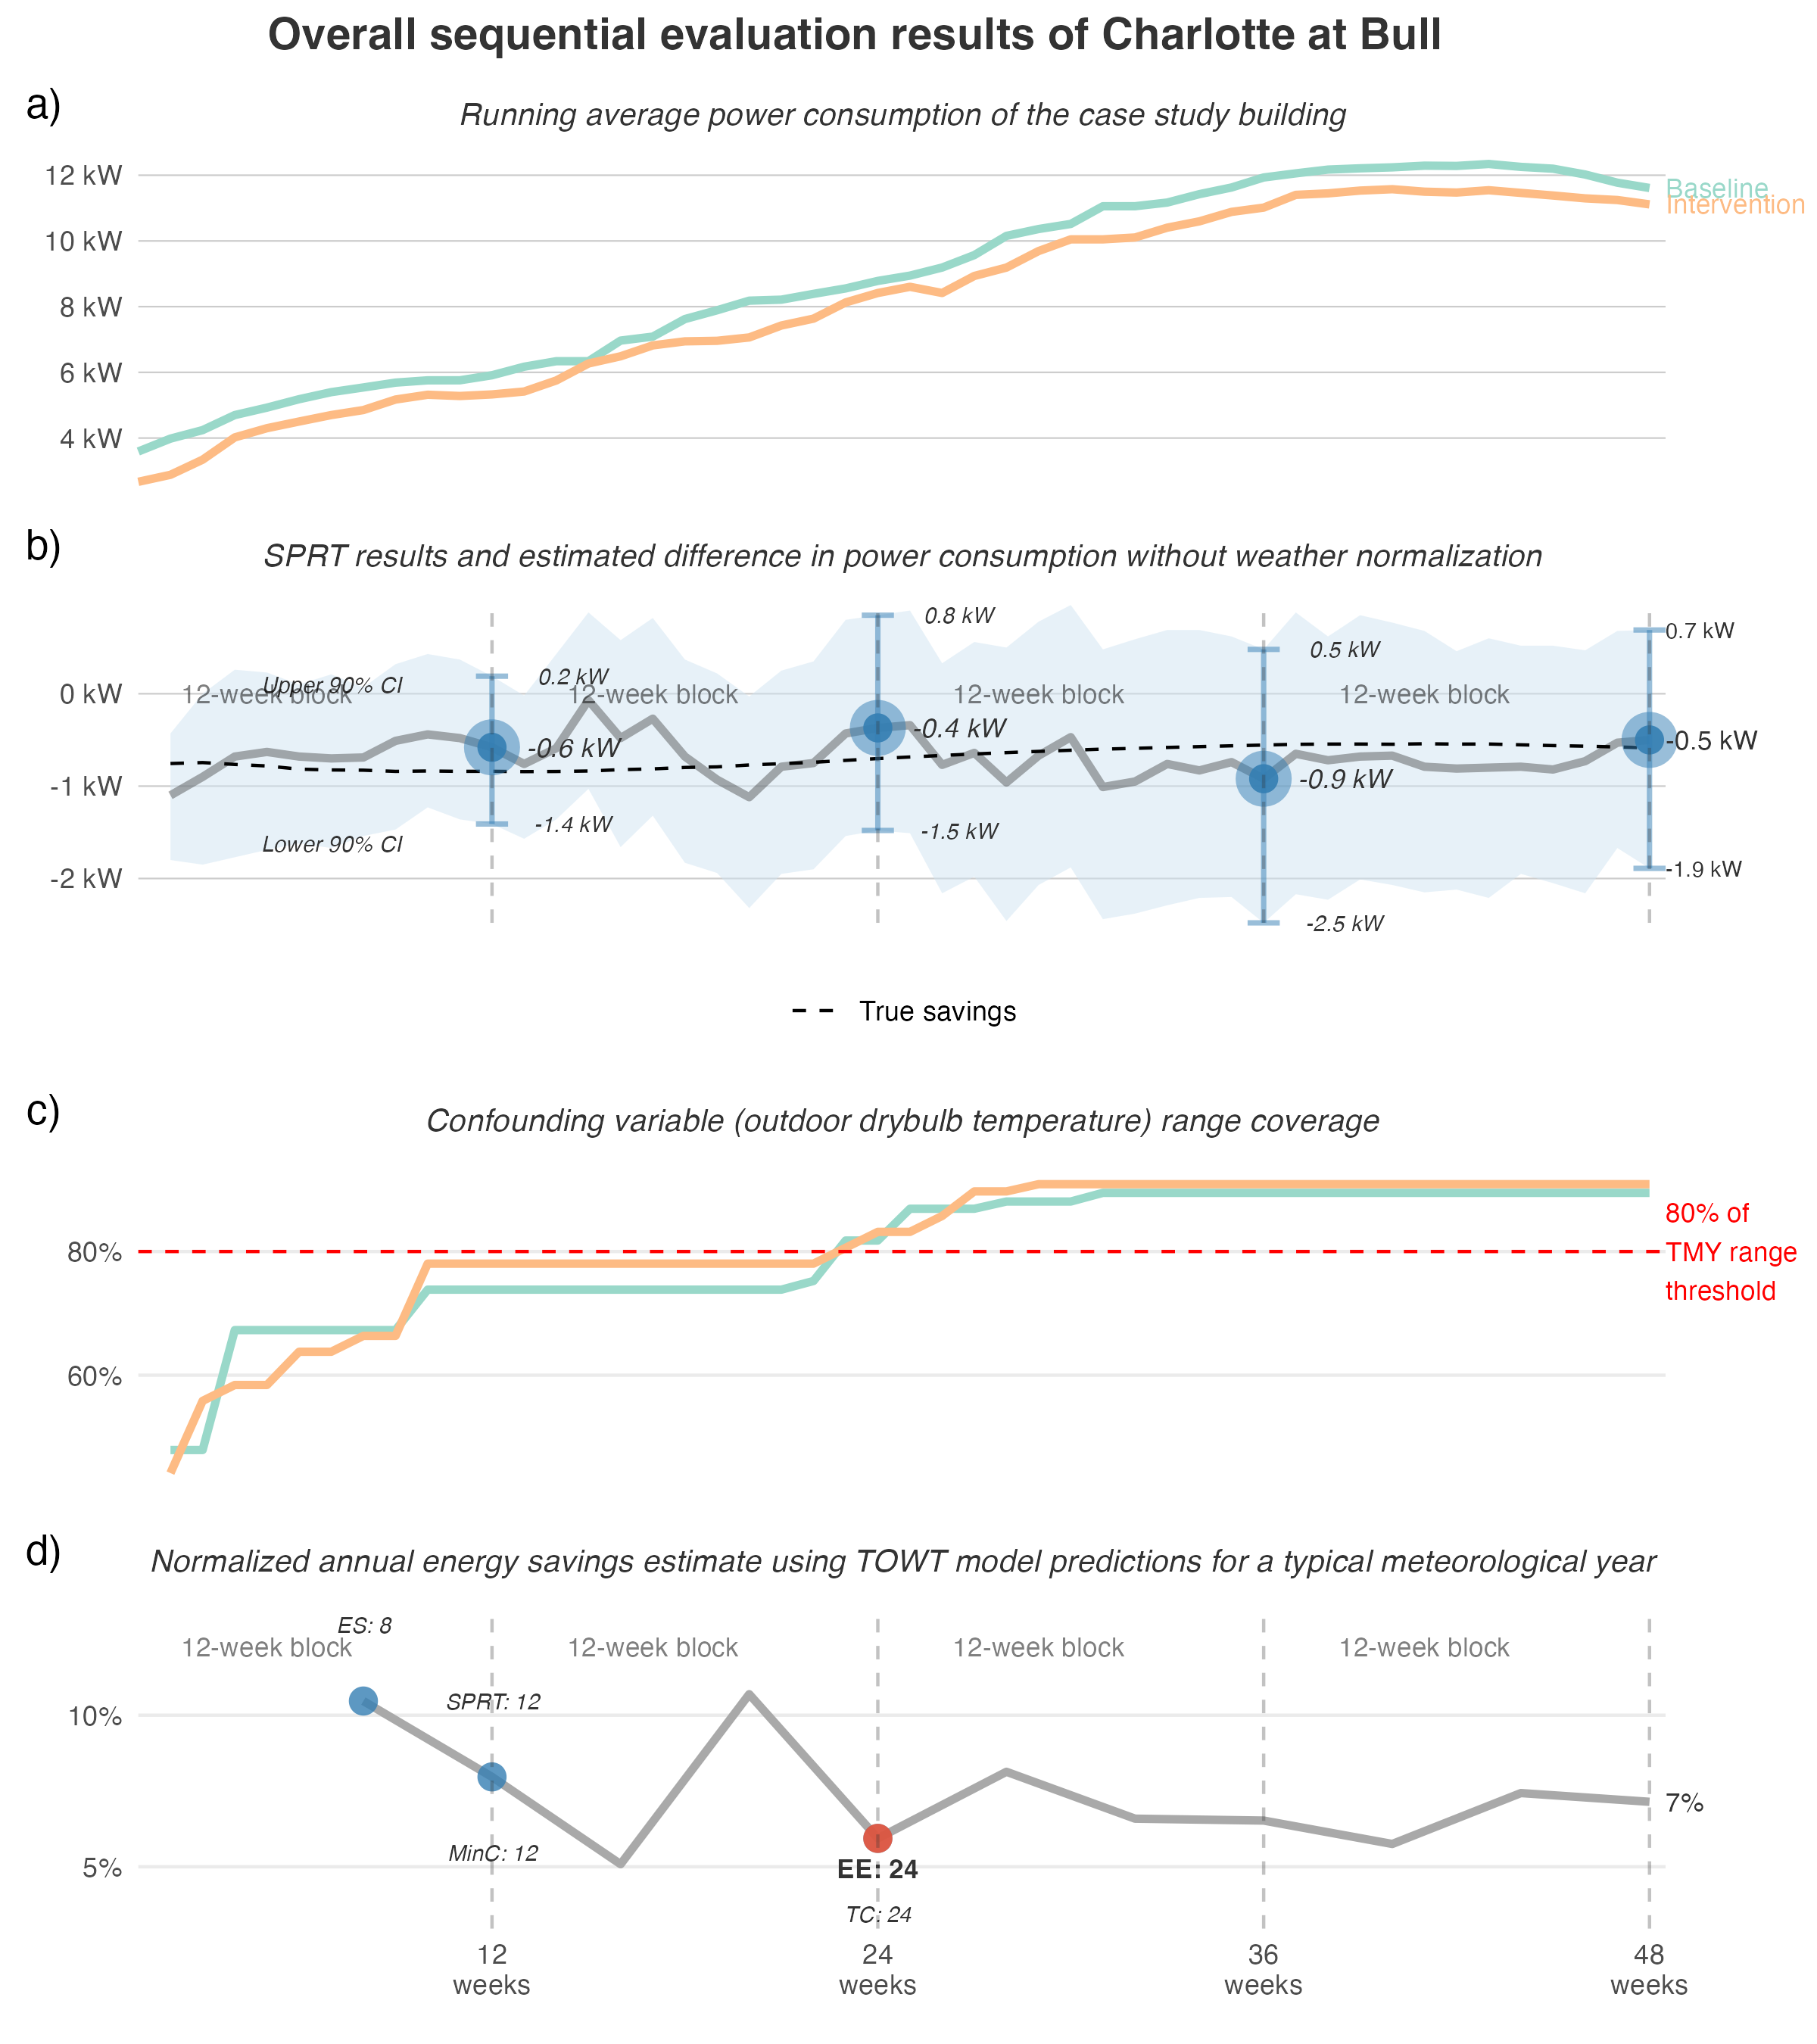 Overall sequential evaluation results of Charlotte at Bull
a)
Running average power consumption of the case study building
12 kW
10 kW
8 kW
6 kW
4 kW
Baseline
Intervention
b)
SPRT results and estimated difference in power consumption without weather normalization
0 kW
-1 kW
-2 kW
12-week block
12-week block
12-week block
12-week block
Upper 90% CI
Lower 90% CI
0.2 kW
-0.6 kW
-1.4 kW
0.8 kW
-0.4 kW
-1.5 kW
0.5 kW
-0.9 kW
-2.5 kW
0.7 kW
-0.5 kW
-1.9 kW
True savings
c)
Confounding variable (outdoor drybulb temperature) range coverage
80%
60%
80% of
TMY range
threshold
d)
Normalized annual energy savings estimate using TOWT model predictions for a typical meteorological year
12-week block
12-week block
12-week block
12-week block
10%
5%
ES: 8
SPRT: 12
MinC: 12
EE: 24
TC: 24
7%
12
weeks
24
weeks
36
weeks
48
weeks